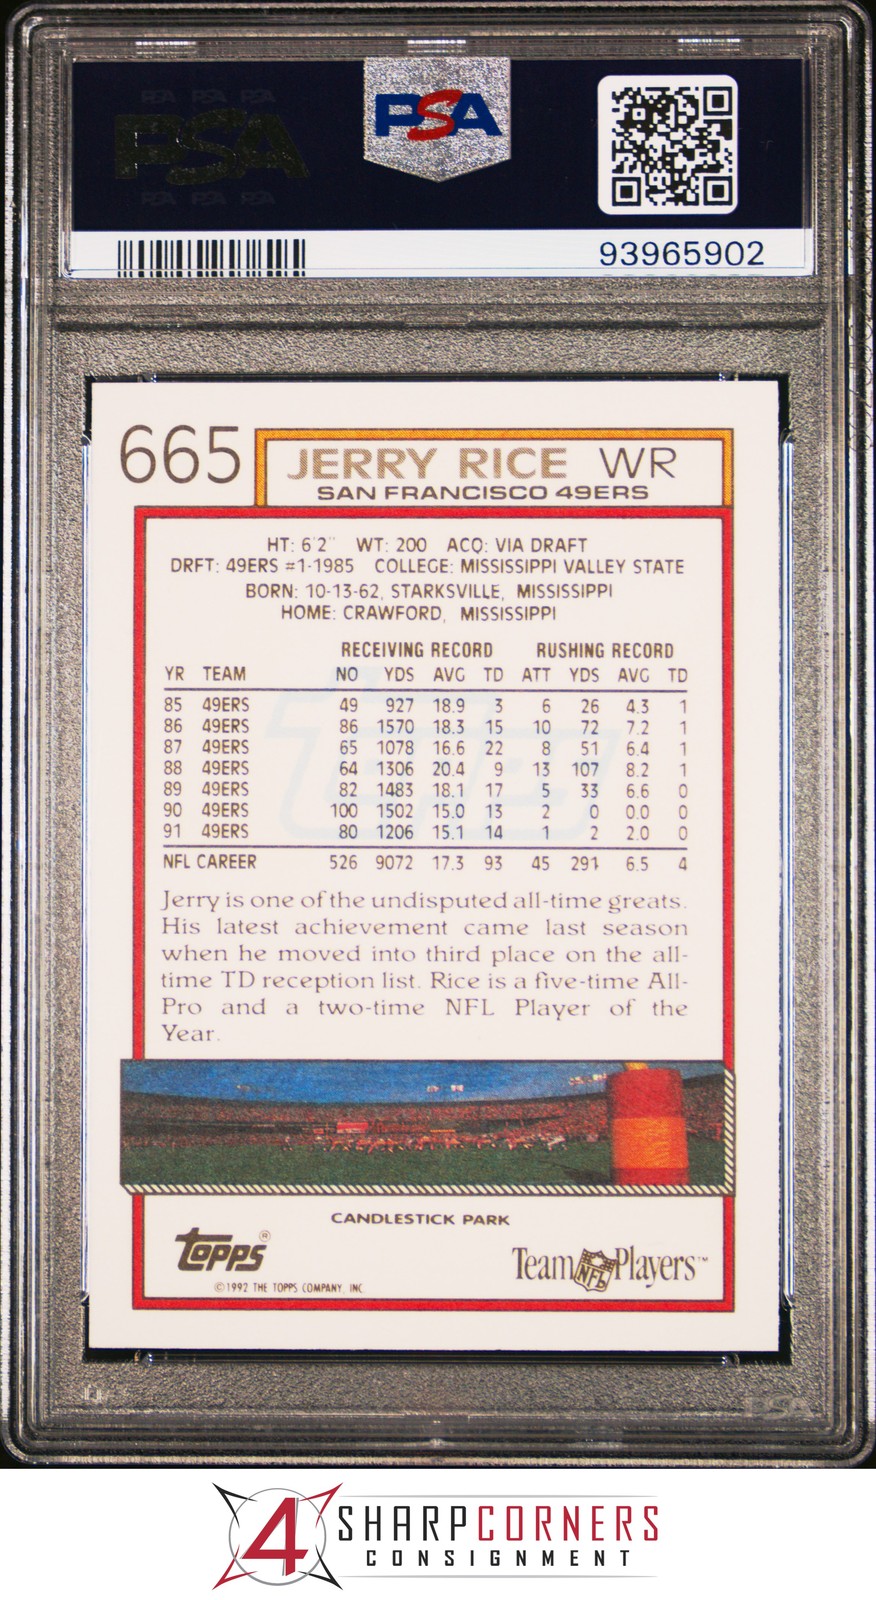 PSA PSA PSA
PSA
PSA PSA PSA
PSA
93965902
665
JERRY RICE WR
SAN FRANCISCO 49ERS
HT: 6'2" WT: 200 ACQ: VIA DRAFT
DRFT: 49ERS #1-1985 COLLEGE: MISSISSIPPI VALLEY STATE
BORN: 10-13-62, STARKSVILLE, MISSISSIPPI
HOME: CRAWFORD, MISSISSIPPI
RECEIVING RECORD RUSHING RECORD
YR TEAM NO YDS AVG TD ATT YDS AVG TD
85 49ERS 49 927 18.9 3 6 26 4.3 1
86 49ERS 86 1570 18.3 15 10 72 7.2 1
87 49ERS 65 1078 16.6 22 8 51 6.4 1
88 49ERS 64 1306 20.4 9 13 107 8.2 1
89 49ERS 82 1483 18.1 17 5 33 6.6 0
90 49ERS 100 1502 15.0 13 2 0 0.0 0
91 49ERS 80 1206 15.1 14 1 2 2.0 0
NFL CAREER 526 9072 17.3 93 45 291 6.5 4
Topps
Jerry is one of the undisputed all-time greats.
His latest achievement came last season
when he moved into third place on the all-
time TD reception list. Rice is a five-time All-
Pro and a two-time NFL Player of the
Year.
CANDLESTICK PARK
Topps®
©1992 THE TOPPS COMPANY, INC
Team NFL Players™
PSA
4 SHARPCORNERS
CONSIGNMENT